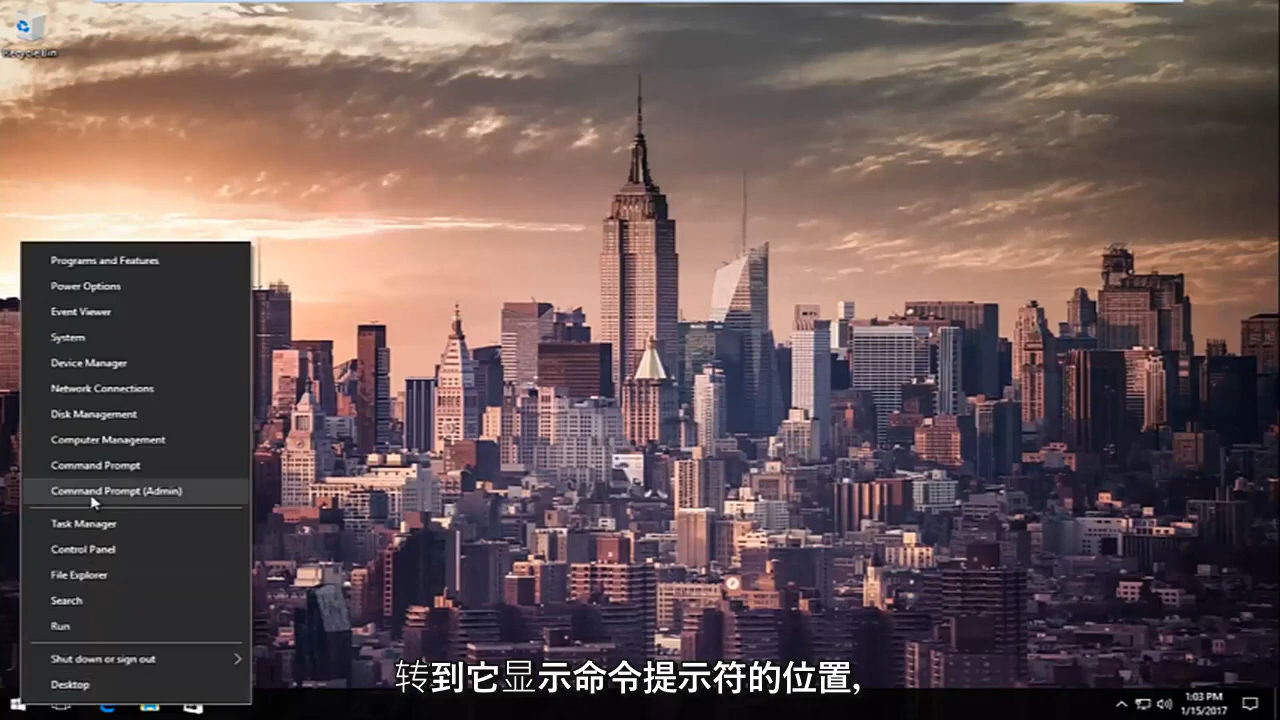 Recycle Bin
Programs and Features
Power Options
Event Viewer
System
Device Manager
Network Connections
Disk Management
Computer Management
Command Prompt
Command Prompt (Admin)
Task Manager
Control Panel
File Explorer
Search
Run
Shut down or sign out
Desktop
转到它显示命令提示符的位置,
1:03 PM
1/15/2017